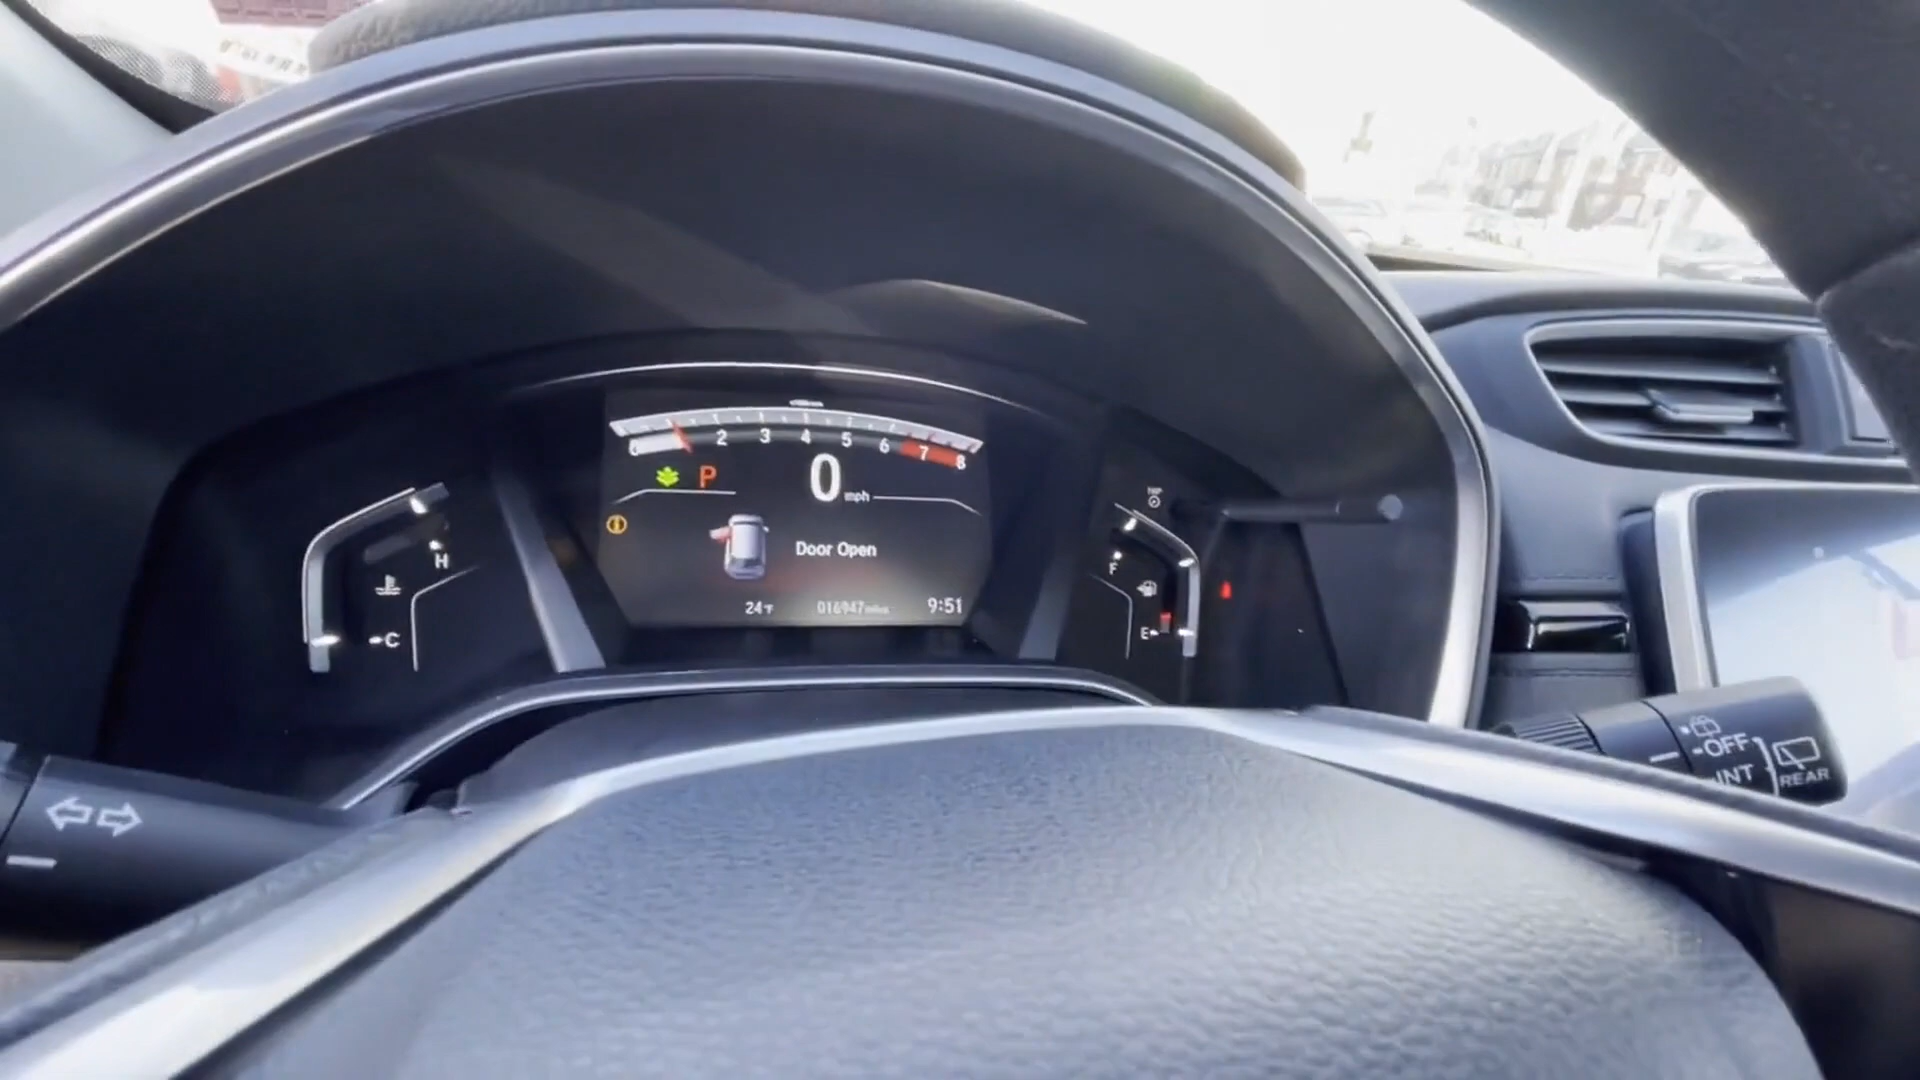 2 3 4 5 6 7 8
P 0 mph
H
F
Door Open
C
E
24°F 016947 miles 9:51
OFF
INT
REAR